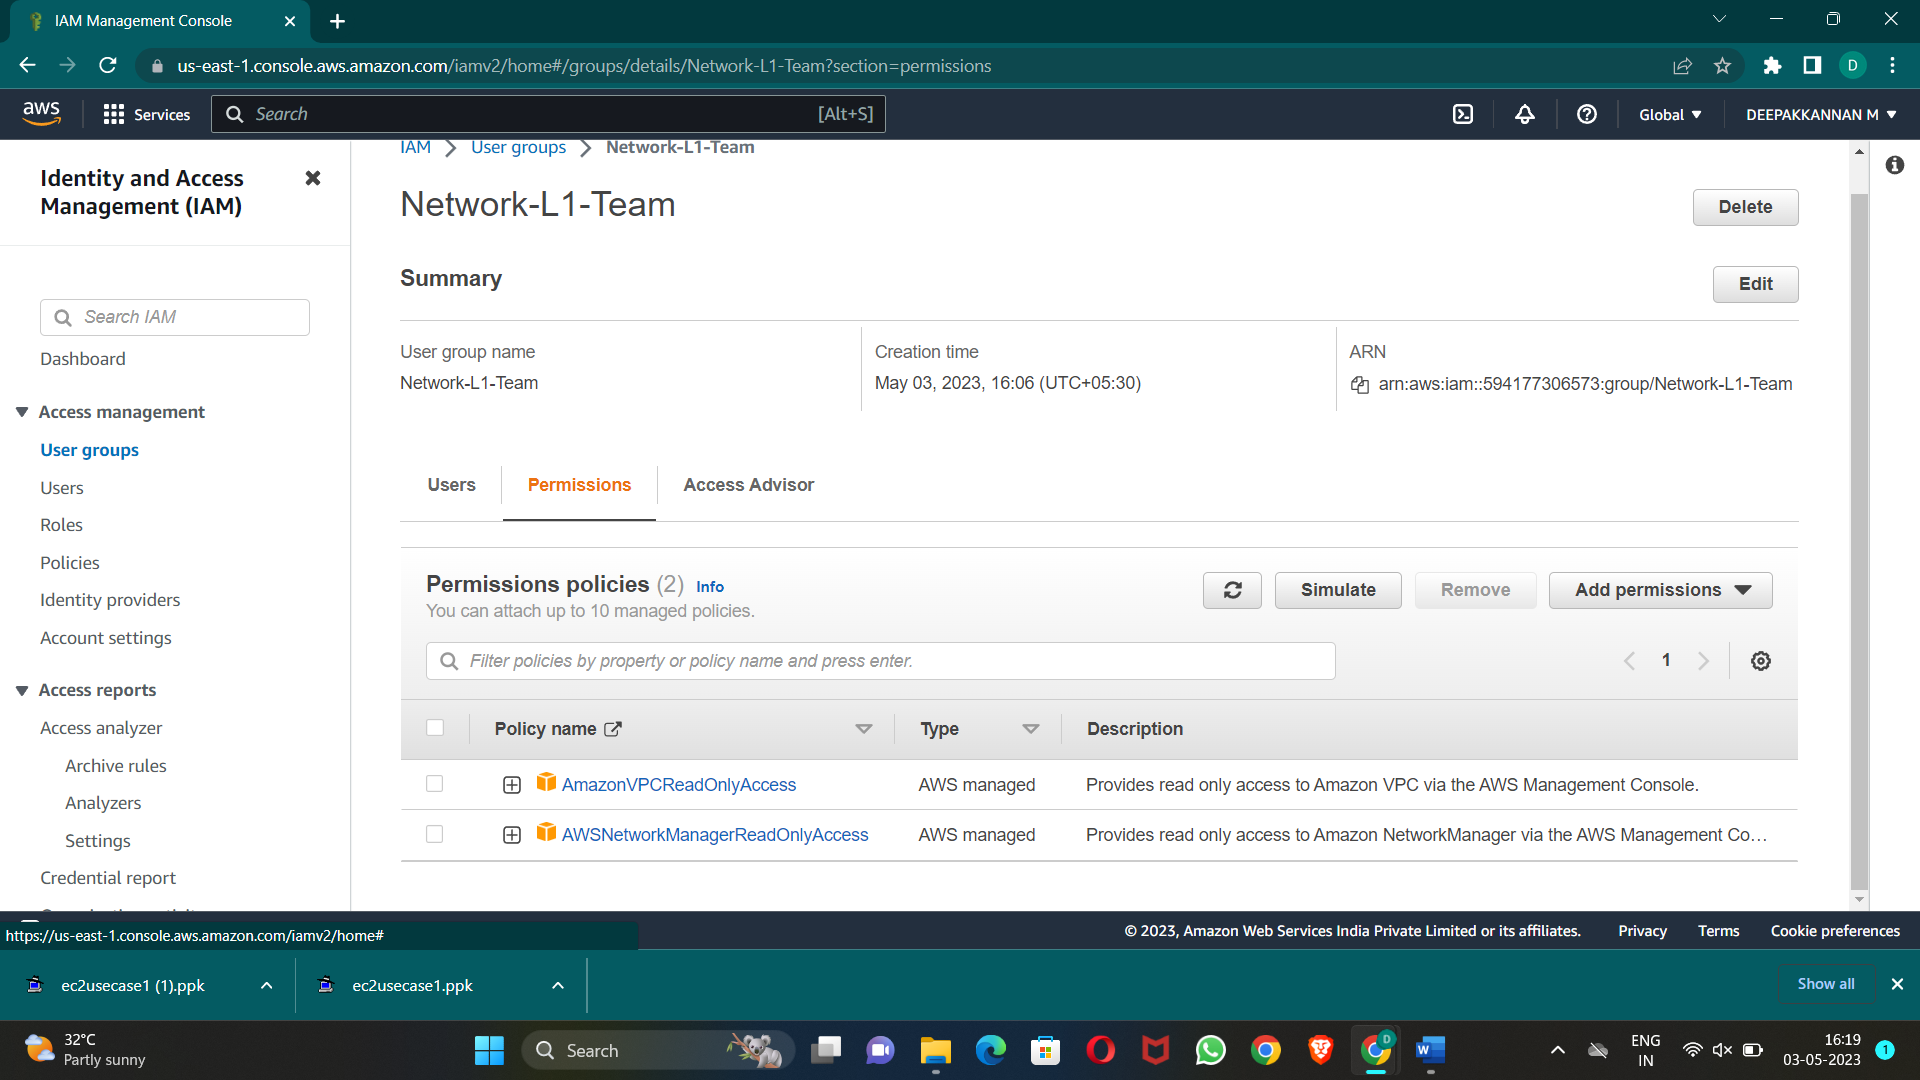 IAM Management Console
us-east-1.console.aws.amazon.com/iamv2/home#/groups/details/Network-L1-Team?section=permissions
D
aws
Services
Search
[Alt+S]
Global
DEEPAKKANNAN M
Identity and Access
Management (IAM)
Search IAM
Dashboard
Access management
User groups
Users
Roles
Policies
Identity providers
Account settings
Access reports
Access analyzer
Archive rules
Analyzers
Settings
Credential report
IAM
User groups
Network-L1-Team
Network-L1-Team
Delete
Summary
Edit
User group name
Network-L1-Team
Creation time
May 03, 2023, 16:06 (UTC+05:30)
ARN
arn:aws:iam::594177306573:group/Network-L1-Team
Users
Permissions
Access Advisor
Permissions policies (2) Info
You can attach up to 10 managed policies.
Simulate
Remove
Add permissions
Filter policies by property or policy name and press enter.
1
Policy name
Type
Description
AmazonVPCReadOnlyAccess
AWS managed
Provides read only access to Amazon VPC via the AWS Management Console.
AWSNetworkManagerReadOnlyAccess
AWS managed
Provides read only access to Amazon NetworkManager via the AWS Management Co…
https://us-east-1.console.aws.amazon.com/iamv2/home#
© 2023, Amazon Web Services India Private Limited or its affiliates.
Privacy
Terms
Cookie preferences
ec2usecase1 (1).ppk
ec2usecase1.ppk
Show all
32°C
Partly sunny
Search
D
W
ENG
IN
16:19
03-05-2023
1